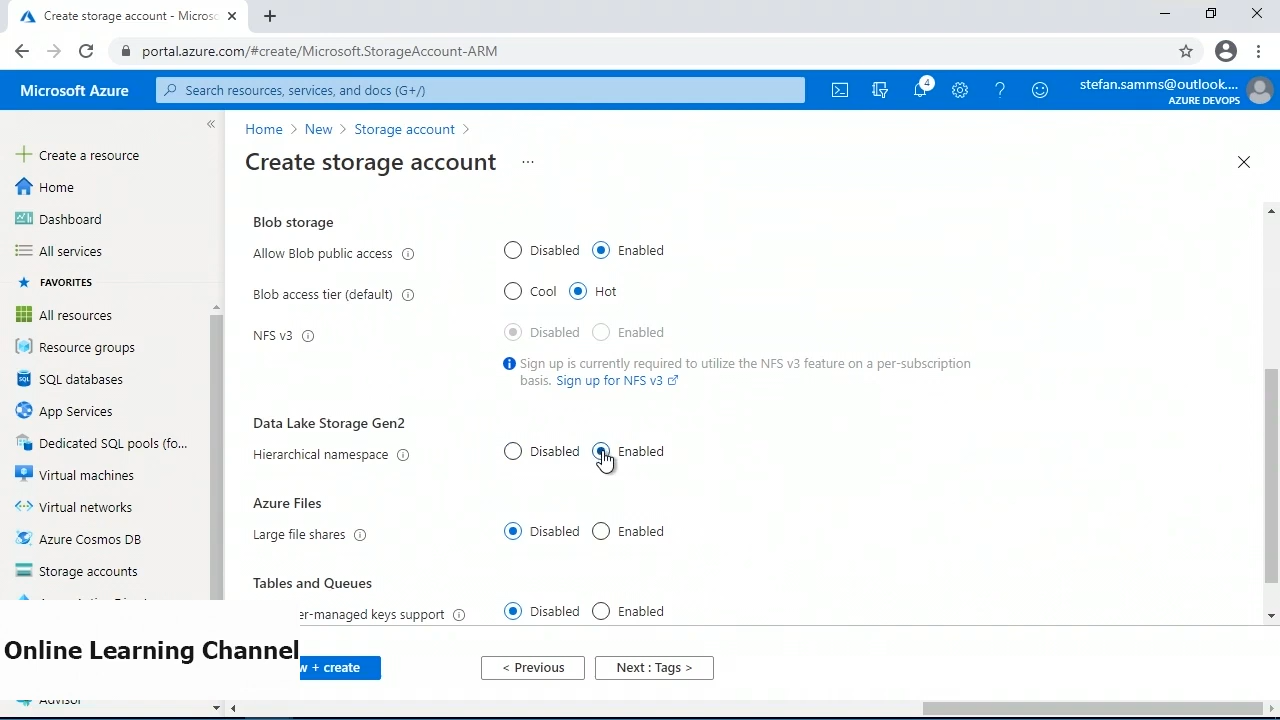 Create storage account - Microso
portal.azure.com/#create/Microsoft.StorageAccount-ARM
Microsoft Azure
Search resources, services, and docs (G+/)
4
stefan.samms@outlook....
AZURE DEVOPS
Home > New > Storage account >
Create storage account ...
Create a resource
Home
Dashboard
All services
FAVORITES
All resources
Resource groups
SQL databases
App Services
Dedicated SQL pools (fo...
Virtual machines
Virtual networks
Azure Cosmos DB
Storage accounts
Advisor
Blob storage
Allow Blob public access Disabled Enabled
Blob access tier (default) Cool Hot
NFS v3 Disabled Enabled
Sign up is currently required to utilize the NFS v3 feature on a per-subscription
basis. Sign up for NFS v3
Data Lake Storage Gen2
Hierarchical namespace Disabled Enabled
Azure Files
Large file shares Disabled Enabled
Tables and Queues
er-managed keys support Disabled Enabled
Online Learning Channel
w + create
< Previous
Next : Tags >